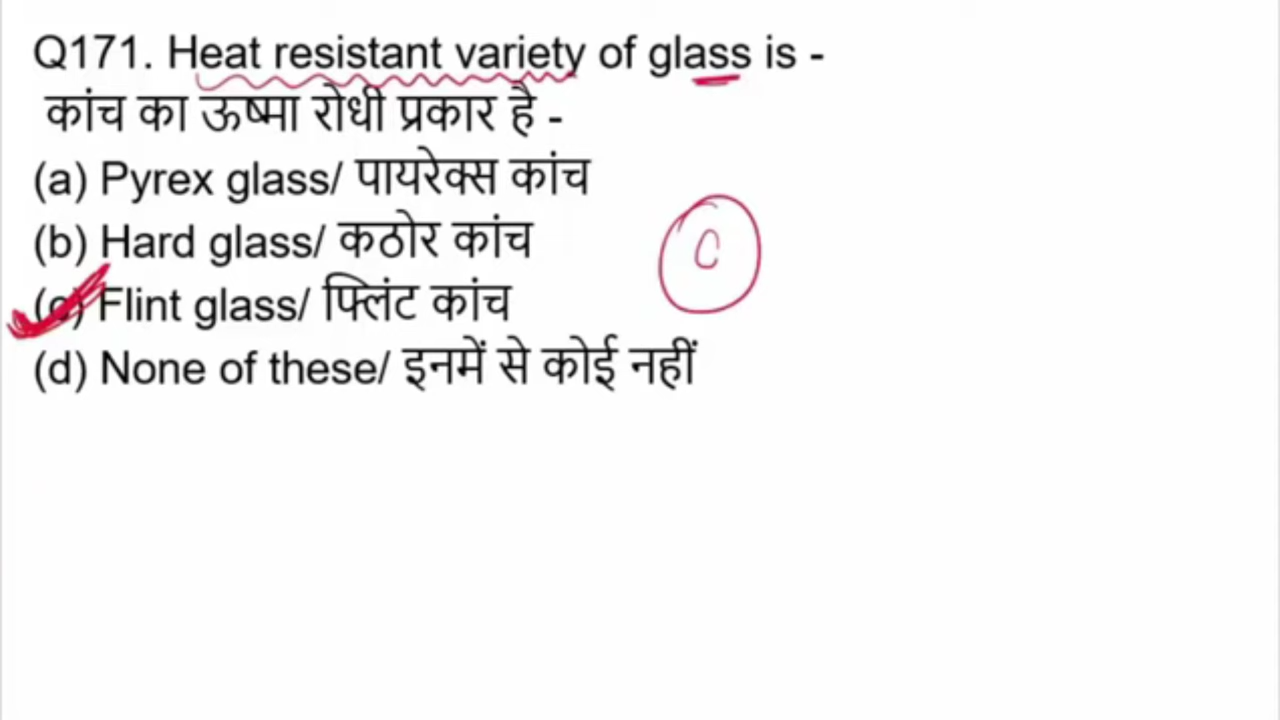 Q171. Heat resistant variety of glass is -
कांच का ऊष्मा रोधी प्रकार है -
(a) Pyrex glass/ पायरेक्स कांच
(b) Hard glass/ कठोर कांच
(c) Flint glass/ फ्लिंट कांच
(d) None of these/ इनमें से कोई नहीं
C